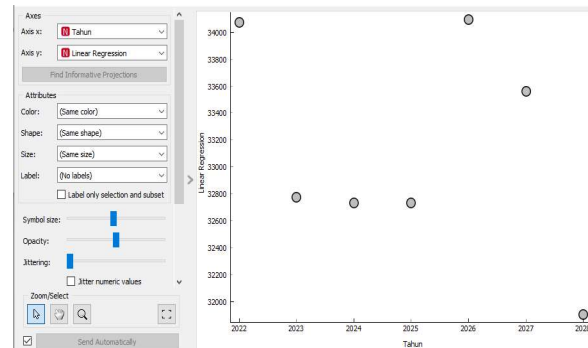 Axes
Axis x: N Tahun
Axis y: N Linear Regression
Find Informative Projections
Attributes
Color: (Same color)
Shape: (Same shape)
Size: (Same size)
Label: (No labels)
Label only selection and subset
Symbol size:
Opacity:
Jittering:
Jitter numeric values
Zoom/Select
Send Automatically
34000
33800
33600
33400
33200
33000
32800
32600
32400
32200
32000
Linear Regression
2022 2023 2024 2025 2026 2027 2028
Tahun